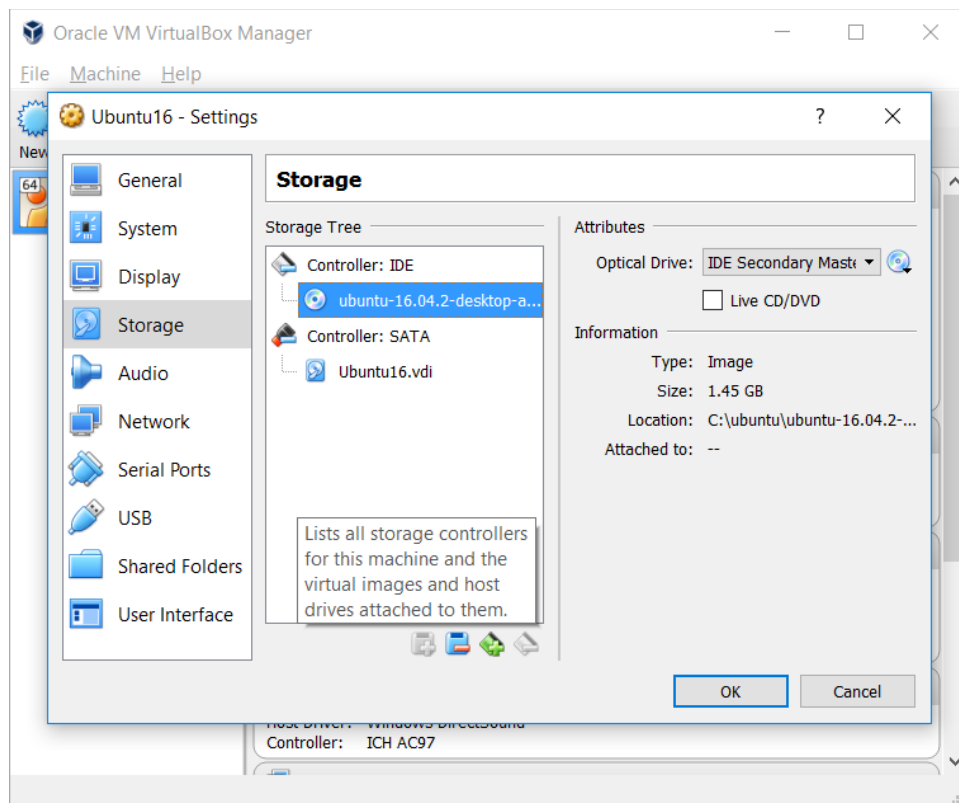 Oracle VM VirtualBox Manager
File Machine Help
Ubuntu16 - Settings
?
New
64
General
System
Display
Storage
Audio
Network
Serial Ports
USB
Shared Folders
User Interface
Storage
Storage Tree
Controller: IDE
ubuntu-16.04.2-desktop-a...
Controller: SATA
Ubuntu16.vdi
Lists all storage controllers
for this machine and the
virtual images and host
drives attached to them.
Attributes
Optical Drive: IDE Secondary Maste
Live CD/DVD
Information
Type: Image
Size: 1.45 GB
Location: C:\ubuntu\ubuntu-16.04.2-...
Attached to: --
OK Cancel
Host Driver: Windows DirectSound
Controller: ICH AC97